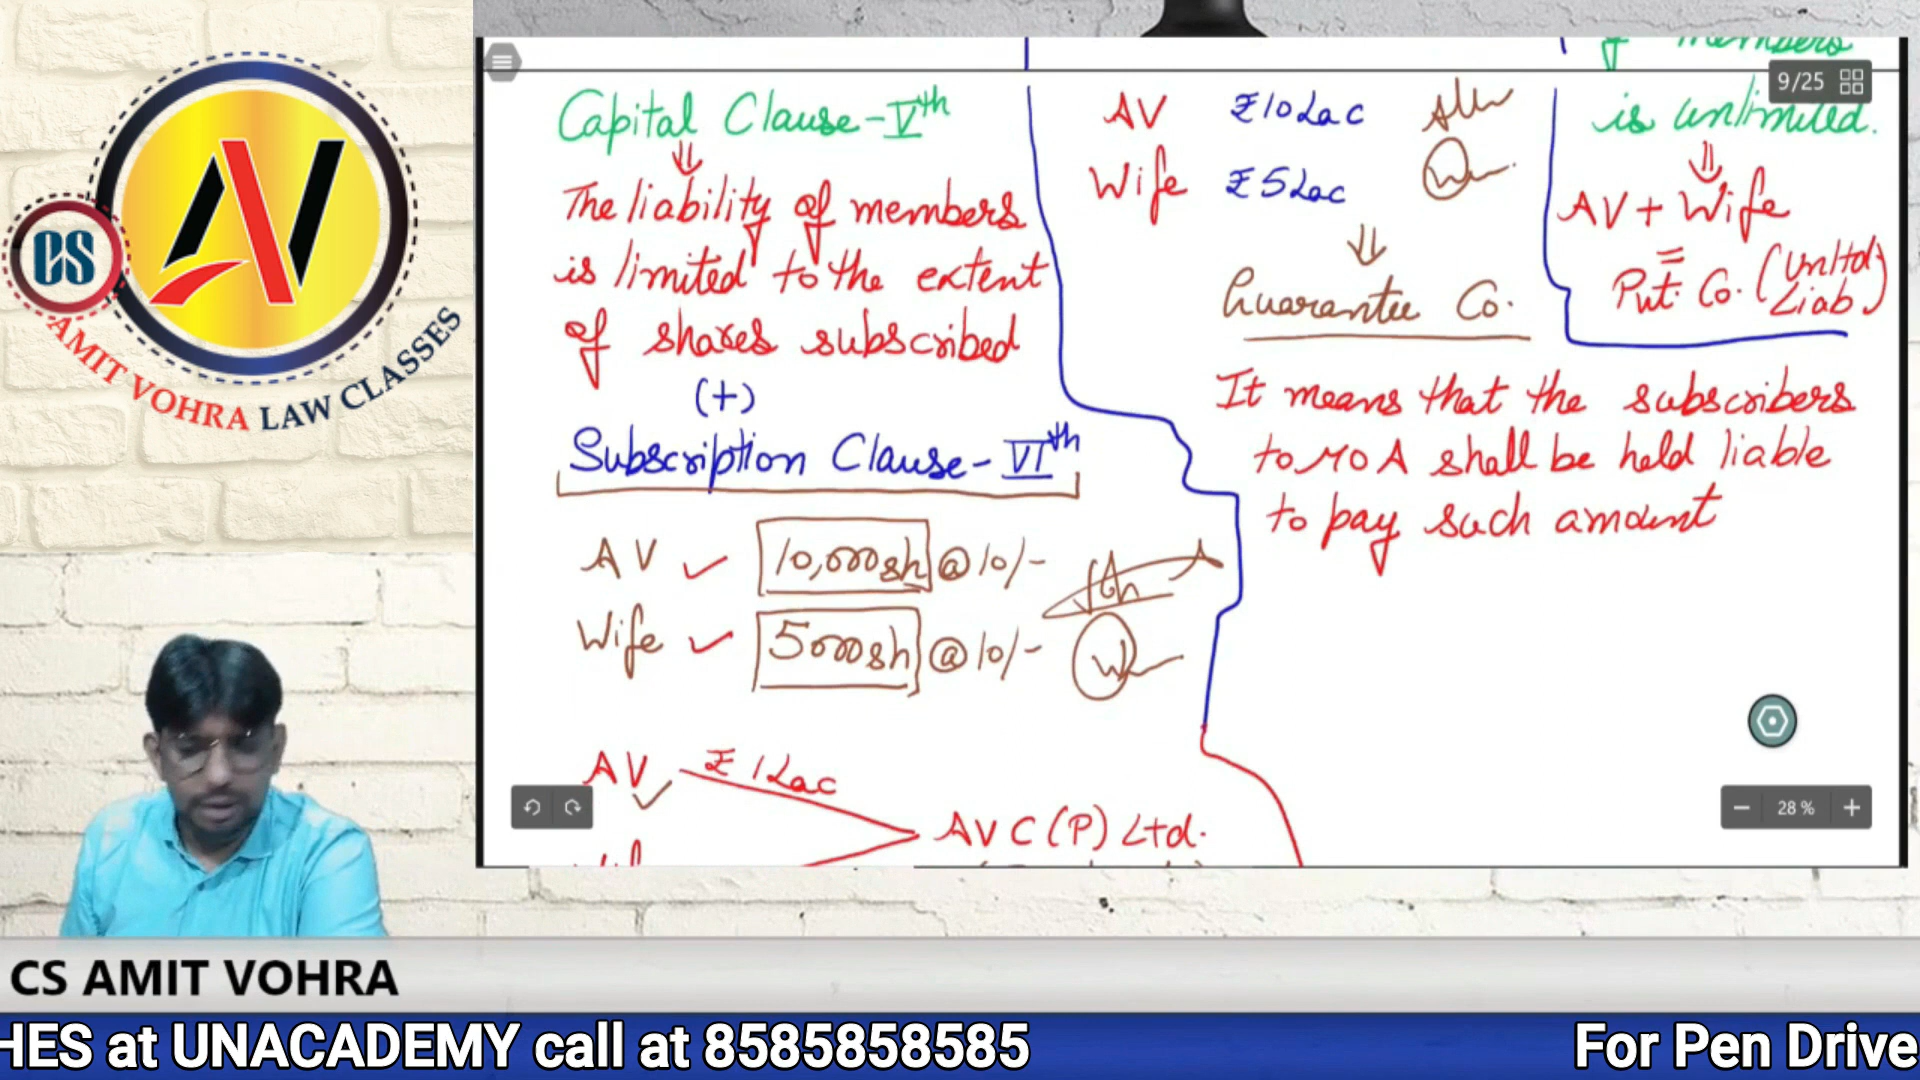 CS
AV
AMIT VOHRA LAW CLASSES
Capital Clause - Vth
The liability of members
is limited to the extent
of shares subscribed
(+)
Subscription Clause - VIth
AV 10,000sh @ 10/-
Wife 5000sh @ 10/-
AV ₹ 1Lac
AVC (P) Ltd.
AV ₹10Lac
Wife ₹5Lac
Guarantee Co.
It means that the subscribers
to MOA shall be held liable
to pay such amount
of members
is unlimited.
AV + Wife
=
Pvt. Co. (Unltd
Liab)
9/25
28 %
CS AMIT VOHRA
HES at UNACADEMY call at 8585858585
For Pen Drive